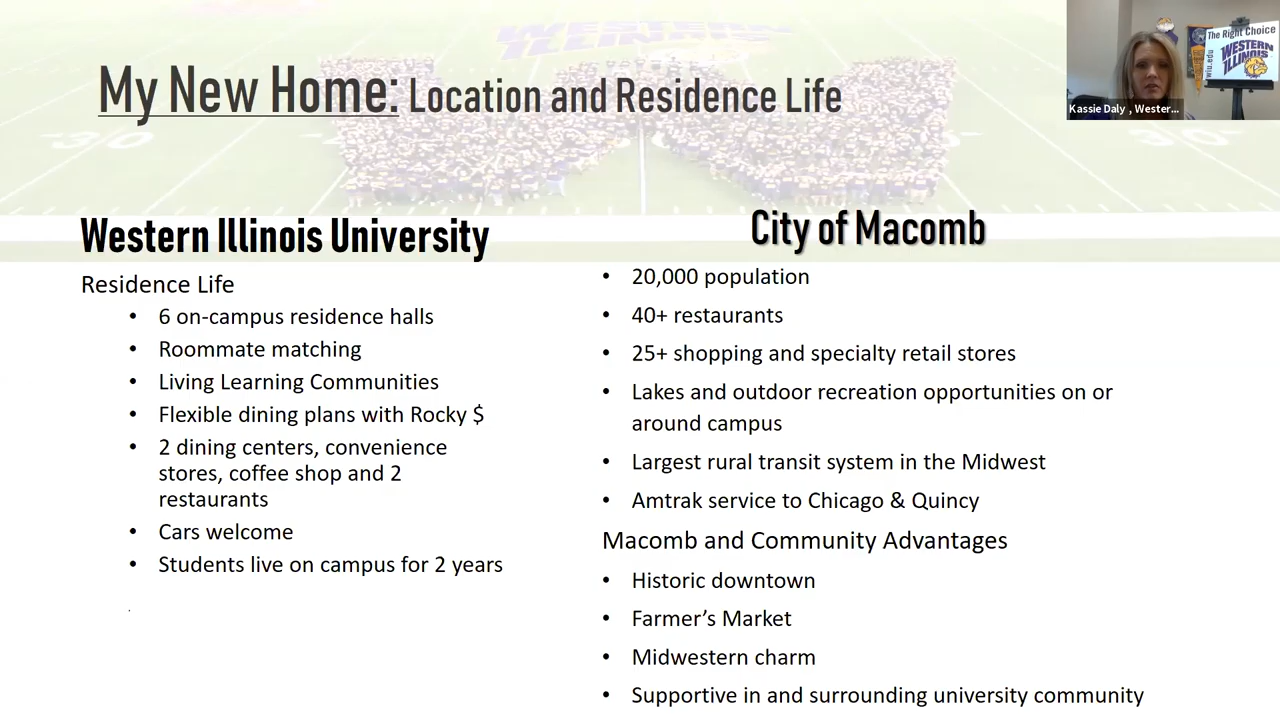 WESTERN
ILLINOIS
My New Home: Location and Residence Life
The Right Choice
wiu.edu
WESTERN
ILLINOIS
Kassie Daly , Wester...
Western Illinois University
Residence Life
• 6 on-campus residence halls
• Roommate matching
• Living Learning Communities
• Flexible dining plans with Rocky $
• 2 dining centers, convenience
stores, coffee shop and 2
restaurants
• Cars welcome
• Students live on campus for 2 years
City of Macomb
• 20,000 population
• 40+ restaurants
• 25+ shopping and specialty retail stores
• Lakes and outdoor recreation opportunities on or
around campus
• Largest rural transit system in the Midwest
• Amtrak service to Chicago & Quincy
Macomb and Community Advantages
• Historic downtown
• Farmer’s Market
• Midwestern charm
• Supportive in and surrounding university community